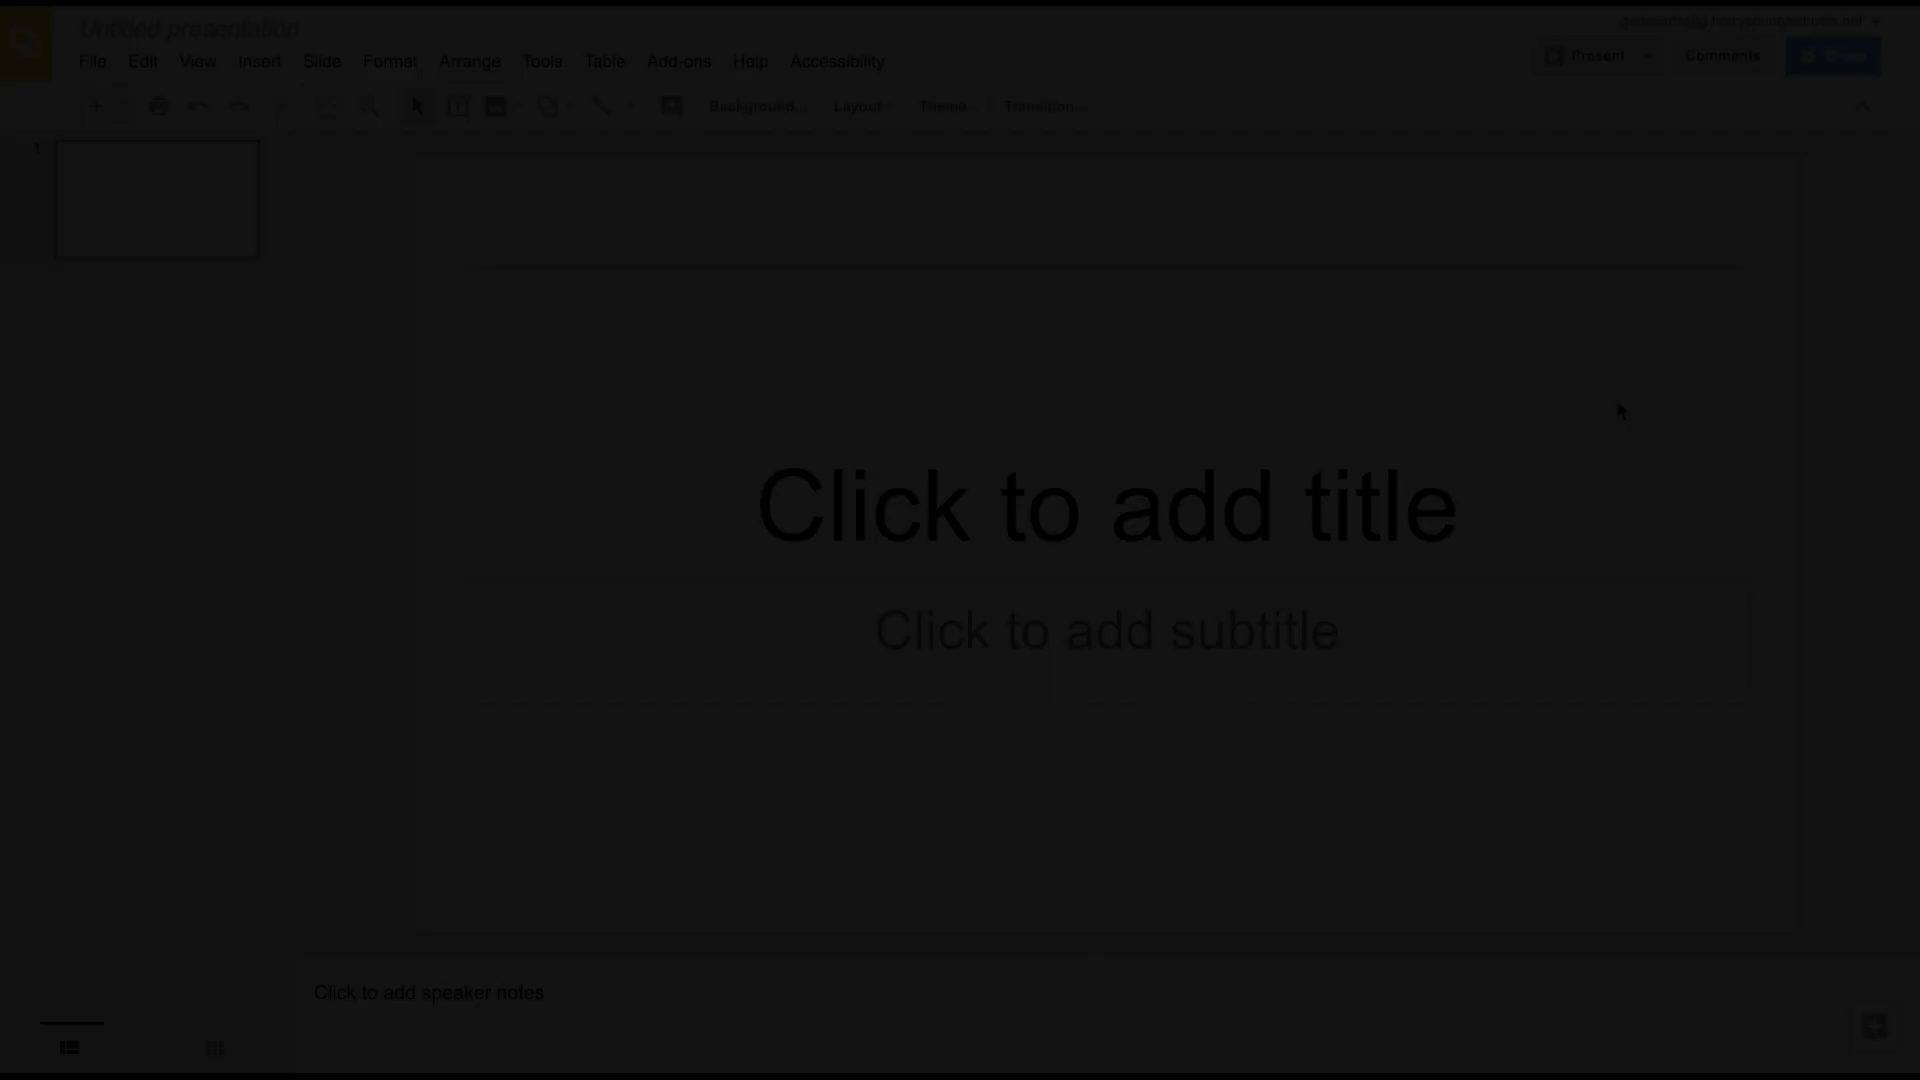 Untitled presentation
File Edit View Insert Slide Format Arrange Tools Table Add-ons Help Accessibility
Present Comments Share
Background... Layout Theme Transition...
1
Click to add title
Click to add subtitle
Click to add speaker notes